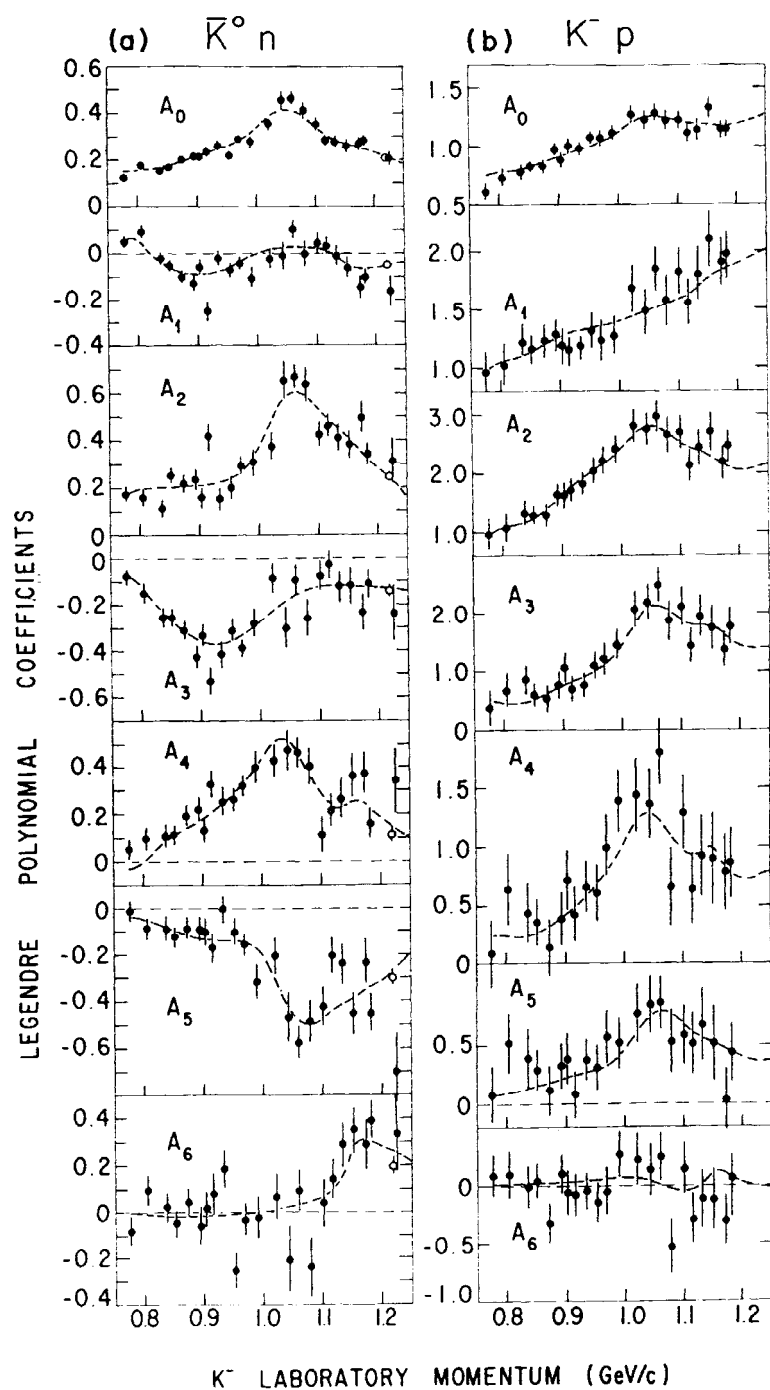 (a) K̄° n
0.6
A₀
0.4
0.2
0
0
A₁
-0.2
-0.4
A₂
0.6
0.4
0.2
0
0
-0.2
A₃
-0.4
-0.6
A₄
0.4
0.2
0
0
-0.2
A₅
-0.4
-0.6
0.4
A₆
0.2
0
-0.2
-0.4
0.8 0.9 1.0 1.1 1.2
(b) K⁻ p
1.5
A₀
1.0
0.5
2.0
A₁
1.5
1.0
A₂
3.0
2.0
1.0
A₃
2.0
1.0
0
A₄
1.5
1.0
0.5
0
A₅
0.5
0
0
A₆
-0.5
-1.0
0.8 0.9 1.0 1.1 1.2
LEGENDRE POLYNOMIAL COEFFICIENTS
K⁻ LABORATORY MOMENTUM (GeV/c)